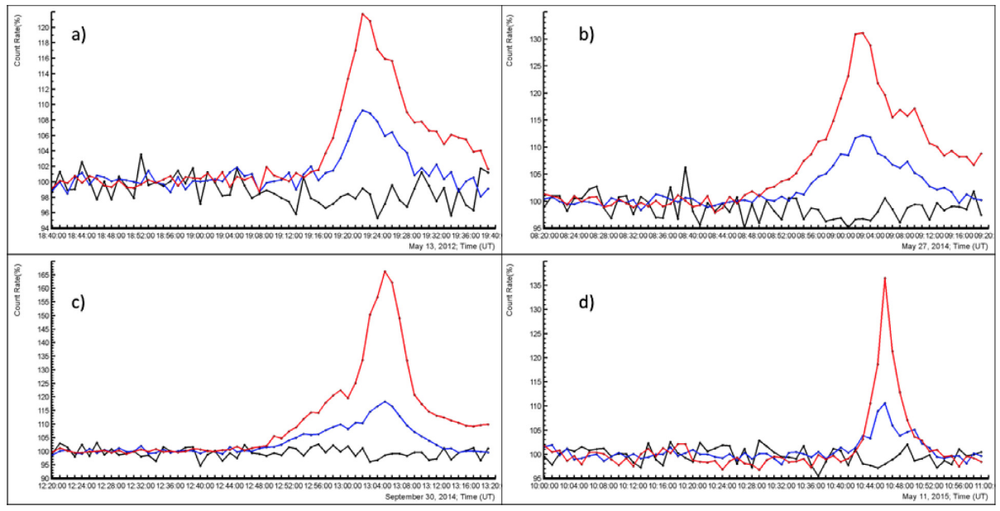 Count Rate(%)
a)
120
118
116
114
112
110
108
106
104
102
100
98
96
94
18:40:00 18:44:00 18:48:00 18:52:00 18:56:00 19:00:00 19:04:00 19:08:00 19:12:00 19:16:00 19:20:00 19:24:00 19:28:00 19:32:00 19:36:00 19:40:
May 13, 2012; Time (UT)
Count Rate(%)
b)
130
125
120
115
110
105
100
95
08:20:00 08:24:00 08:28:00 08:32:00 08:36:00 08:40:00 08:44:00 08:48:00 08:52:00 08:56:00 09:00:00 09:04:00 09:08:00 09:12:00 09:16:00 09:20:
May 27, 2014; Time (UT)
Count Rate(%)
c)
165
160
155
150
145
140
135
130
125
120
115
110
105
100
95
90
12:20:00 12:24:00 12:28:00 12:32:00 12:36:00 12:40:00 12:44:00 12:48:00 12:52:00 12:56:00 13:00:00 13:04:00 13:08:00 13:12:00 13:16:00 13:20:
September 30, 2014; Time (UT)
Count Rate(%)
d)
135
130
125
120
115
110
105
100
95
10:00:00 10:04:00 10:08:00 10:12:00 10:16:00 10:20:00 10:24:00 10:28:00 10:32:00 10:36:00 10:40:00 10:44:00 10:48:00 10:52:00 10:56:00 11:00:
May 11, 2015; Time (UT)